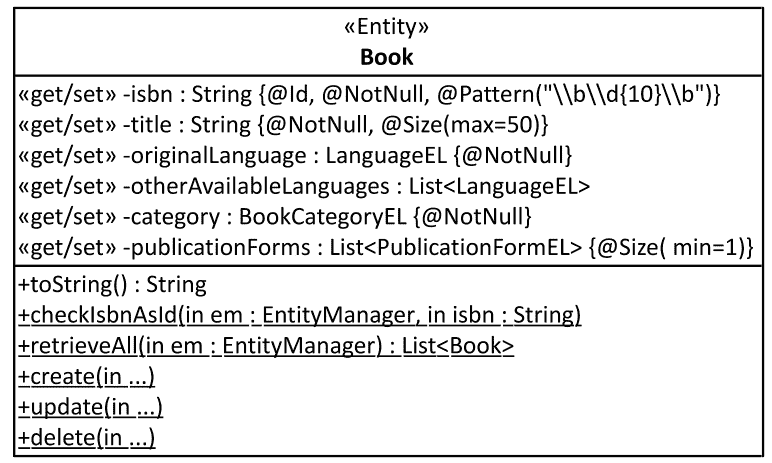 «Entity»
Book
«get/set» -isbn : String {@Id, @NotNull, @Pattern("\\b\\d{10}\\b")}
«get/set» -title : String {@NotNull, @Size(max=50)}
«get/set» -originalLanguage : LanguageEL {@NotNull}
«get/set» -otherAvailableLanguages : List<LanguageEL>
«get/set» -category : BookCategoryEL {@NotNull}
«get/set» -publicationForms : List<PublicationFormEL> {@Size( min=1)}
+toString() : String
+checkIsbnAsId(in em : EntityManager, in isbn : String)
+retrieveAll(in em : EntityManager) : List<Book>
+create(in ...)
+update(in ...)
+delete(in ...)